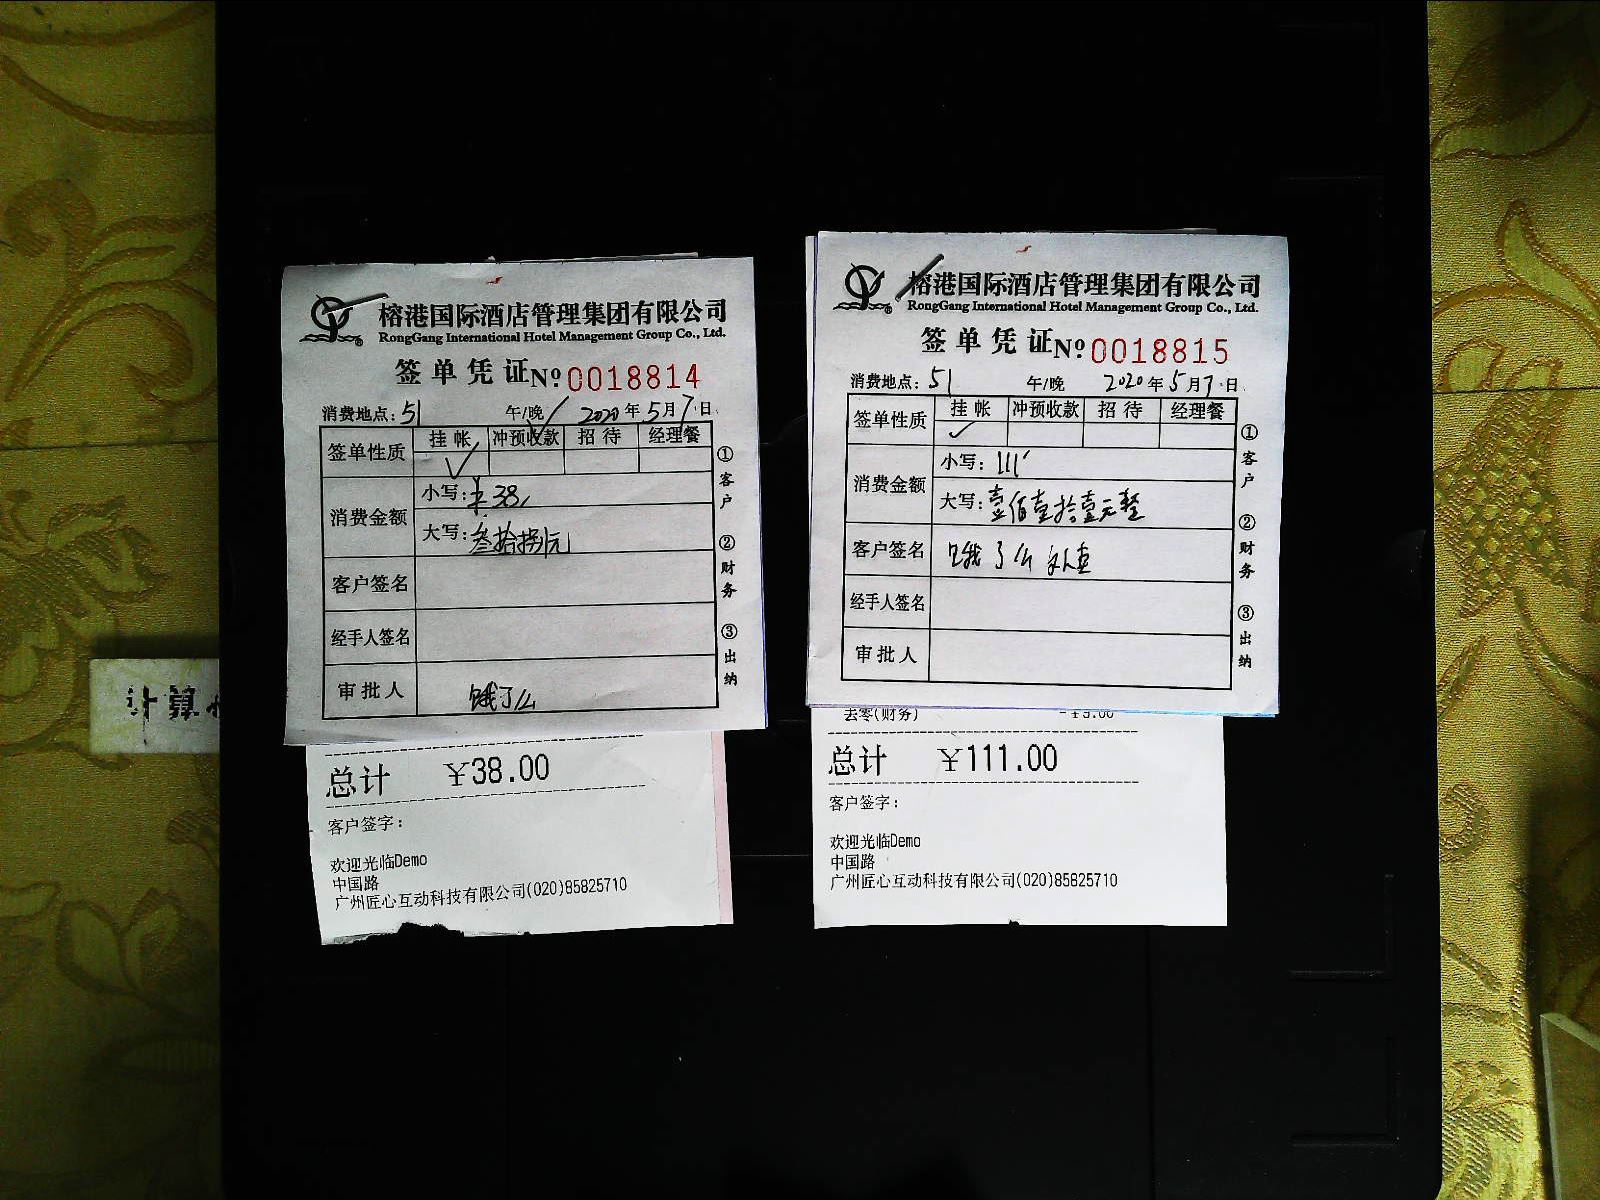 榕港国际酒店管理集团有限公司
RongGang International Hotel Management Group Co., Ltd.
签单凭证 № 0018814
消费地点：51 午/晚 2020年5月7日
签单性质 挂帐 冲预收款 招待 经理餐
消费金额
小写：¥38
大写：叁拾捌元
客户签名
经手人签名
审批人 饿了么
①客户 ②财务 ③出纳
总计 ¥38.00
客户签字：
欢迎光临Demo
中国路
广州匠心互动科技有限公司(020)85825710
榕港国际酒店管理集团有限公司
RongGang International Hotel Management Group Co., Ltd.
签单凭证 № 0018815
消费地点：51 午/晚 2020年5月7日
签单性质 挂帐 冲预收款 招待 经理餐
消费金额
小写：111
大写：壹佰壹拾壹元整
客户签名 饿了么
经手人签名
审批人
①客户 ②财务 ③出纳
去零(财务)
总计 ¥111.00
客户签字：
欢迎光临Demo
中国路
广州匠心互动科技有限公司(020)85825710
计算